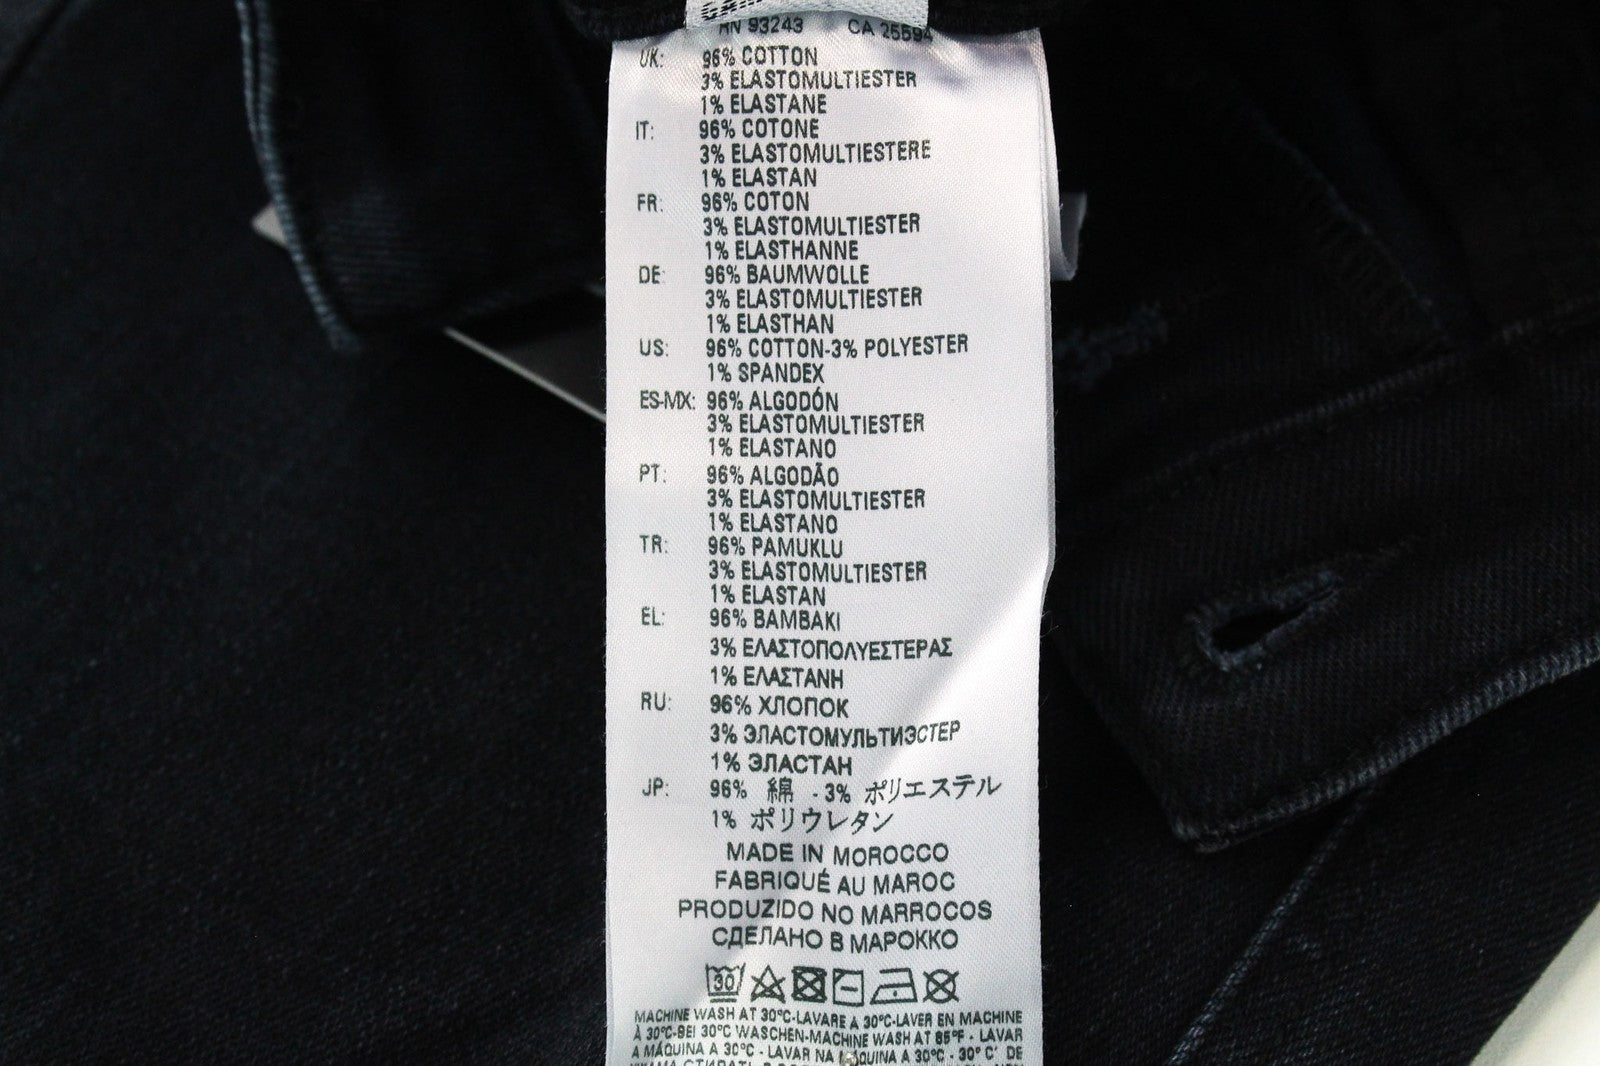 RN 93243 CA 25594
UK: 96% COTTON
3% ELASTOMULTIESTER
1% ELASTANE
IT: 96% COTONE
3% ELASTOMULTIESTERE
1% ELASTAN
FR: 96% COTON
3% ELASTOMULTIESTER
1% ELASTHANNE
DE: 96% BAUMWOLLE
3% ELASTOMULTIESTER
1% ELASTHAN
US: 96% COTTON-3% POLYESTER
1% SPANDEX
ES-MX: 96% ALGODÓN
3% ELASTOMULTIESTER
1% ELASTANO
PT: 96% ALGODÃO
3% ELASTOMULTIESTER
1% ELASTANO
TR: 96% PAMUKLU
3% ELASTOMULTIESTER
1% ELASTAN
EL: 96% ΒΑΜΒΑΚΙ
3% ΕΛΑΣΤΟΠΟΛΥΕΣΤΕΡΑΣ
1% ΕΛΑΣΤΑΝΗ
RU: 96% ХЛОПОК
3% ЭЛАСТОМУЛЬТИЭСТЕР
1% ЭЛАСТАН
JP: 96% 綿 - 3% ポリエステル
1% ポリウレタン
MADE IN MOROCCO
FABRIQUÉ AU MAROC
PRODUZIDO NO MARROCOS
СДЕЛАНО В МАРОККО
30
MACHINE WASH AT 30°C-LAVARE A 30°C-LAVER EN MACHINE
À 30°C-BEI 30°C WASCHEN-MACHINE WASH AT 85°F - LAVAR
A MÁQUINA A 30°C - LAVAR NA MÁQUINA A 30°C - 30° C' DE